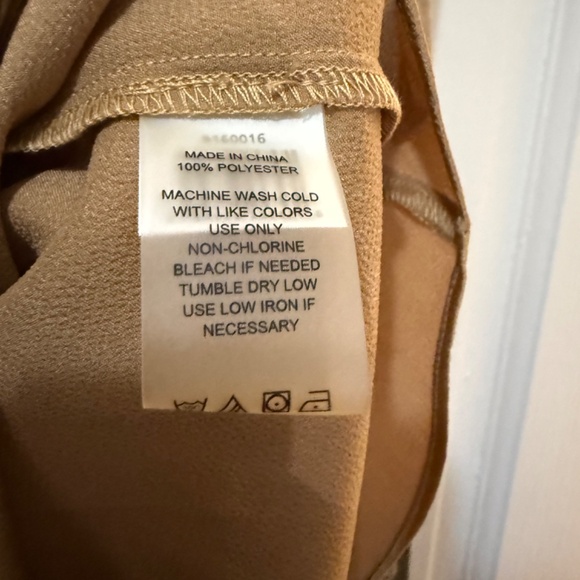 MADE IN CHINA
100% POLYESTER
MACHINE WASH COLD
WITH LIKE COLORS
USE ONLY
NON-CHLORINE
BLEACH IF NEEDED
TUMBLE DRY LOW
USE LOW IRON IF
NECESSARY